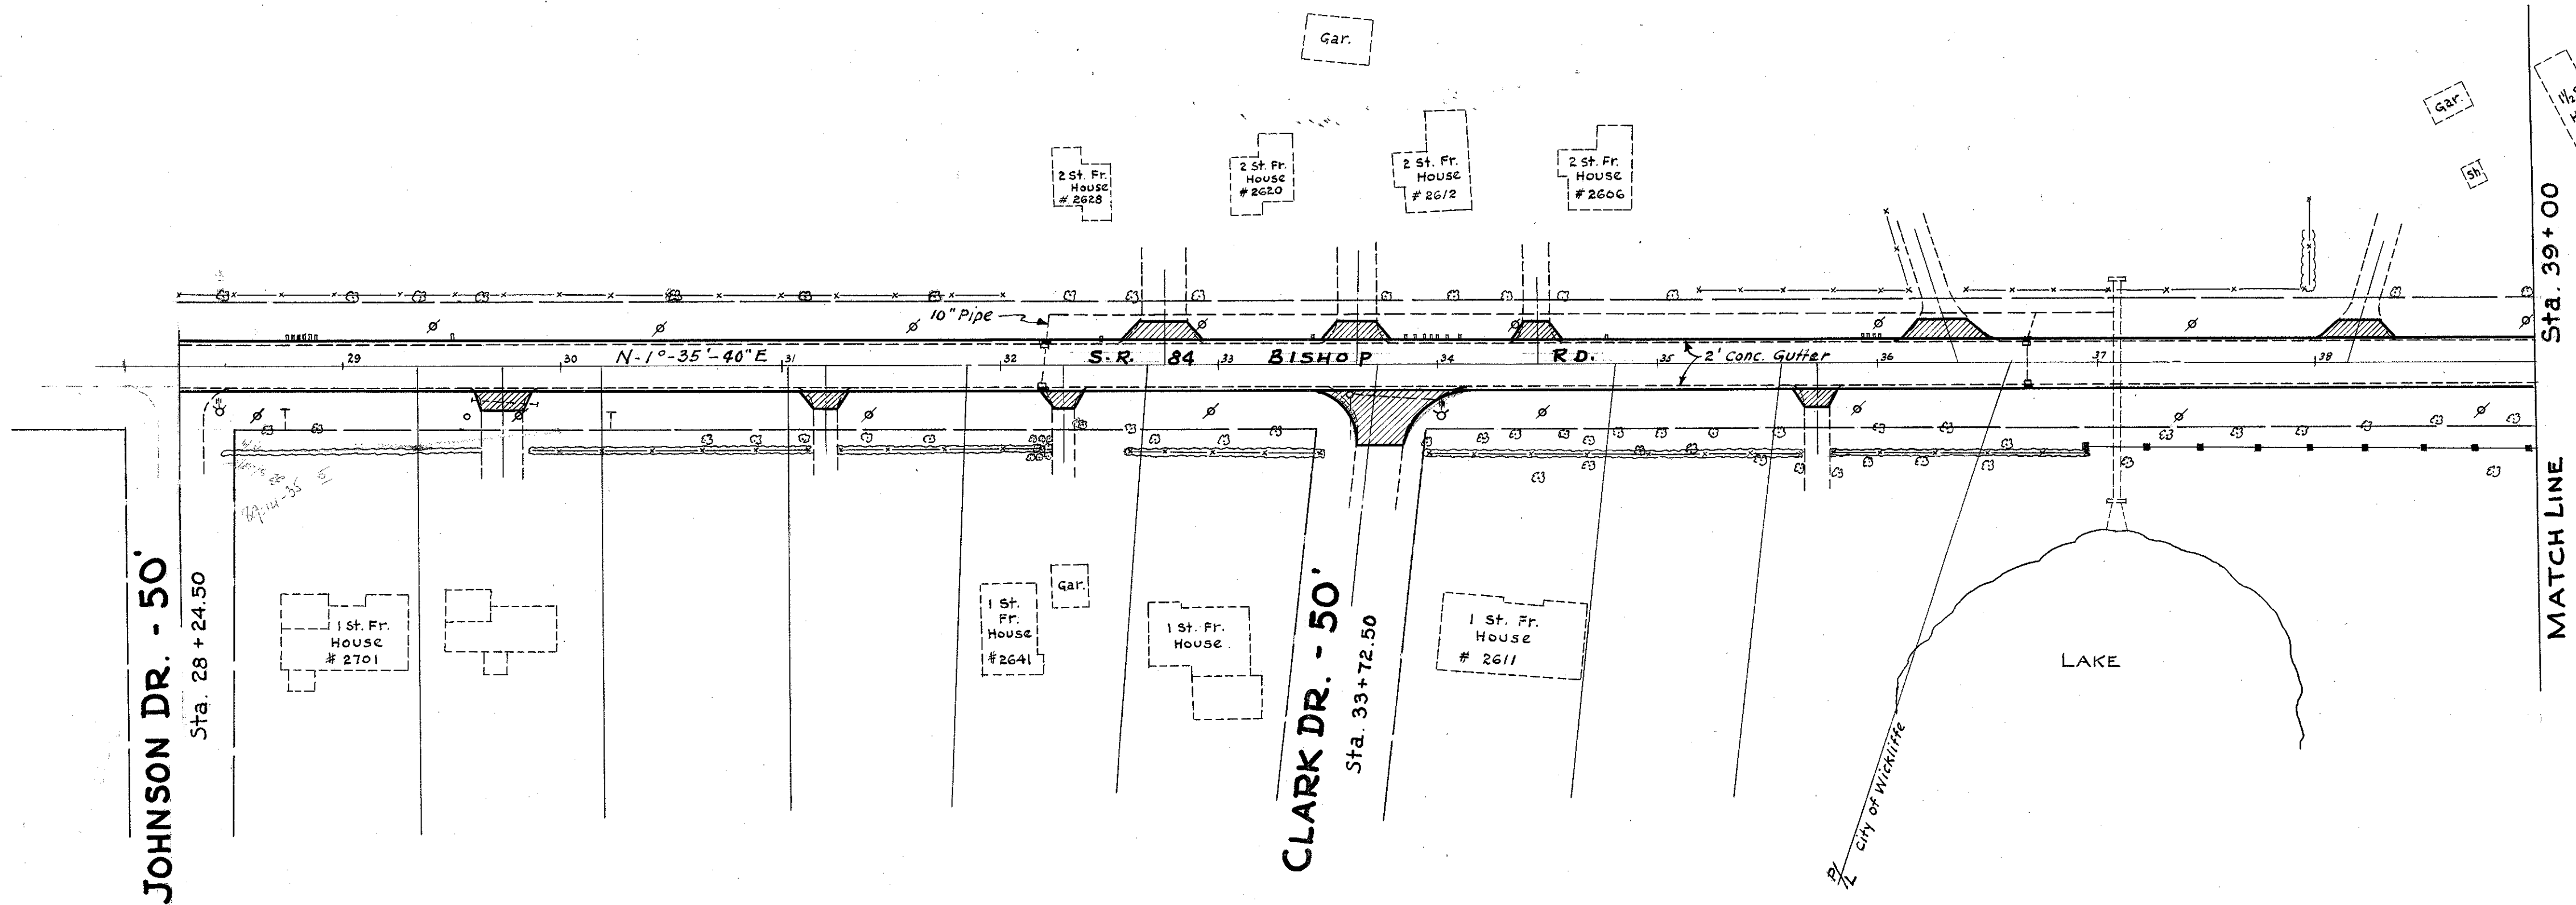 Gar.
Gar.
1½ S
2 St. Fr.
House
# 2628
2 St. Fr.
House
# 2620
2 St. Fr.
House
# 2612
2 St. Fr.
House
# 2606
Sh
Sta. 39+00
MATCH LINE
10" Pipe
29
30
N-1°-35'-40"E
31
32
S.R. 84 BISHOP RD.
33
34
35
2' Conc. Gutter
36
37
38
JOHNSON DR. - 50'
Sta. 28+24.50
1 St. Fr.
House
# 2701
1 St.
Fr.
House
#2641
Gar.
1 St. Fr.
House
CLARK DR. - 50'
Sta. 33+72.50
1 St. Fr.
House
# 2611
P/L
City of Wickliffe
LAKE